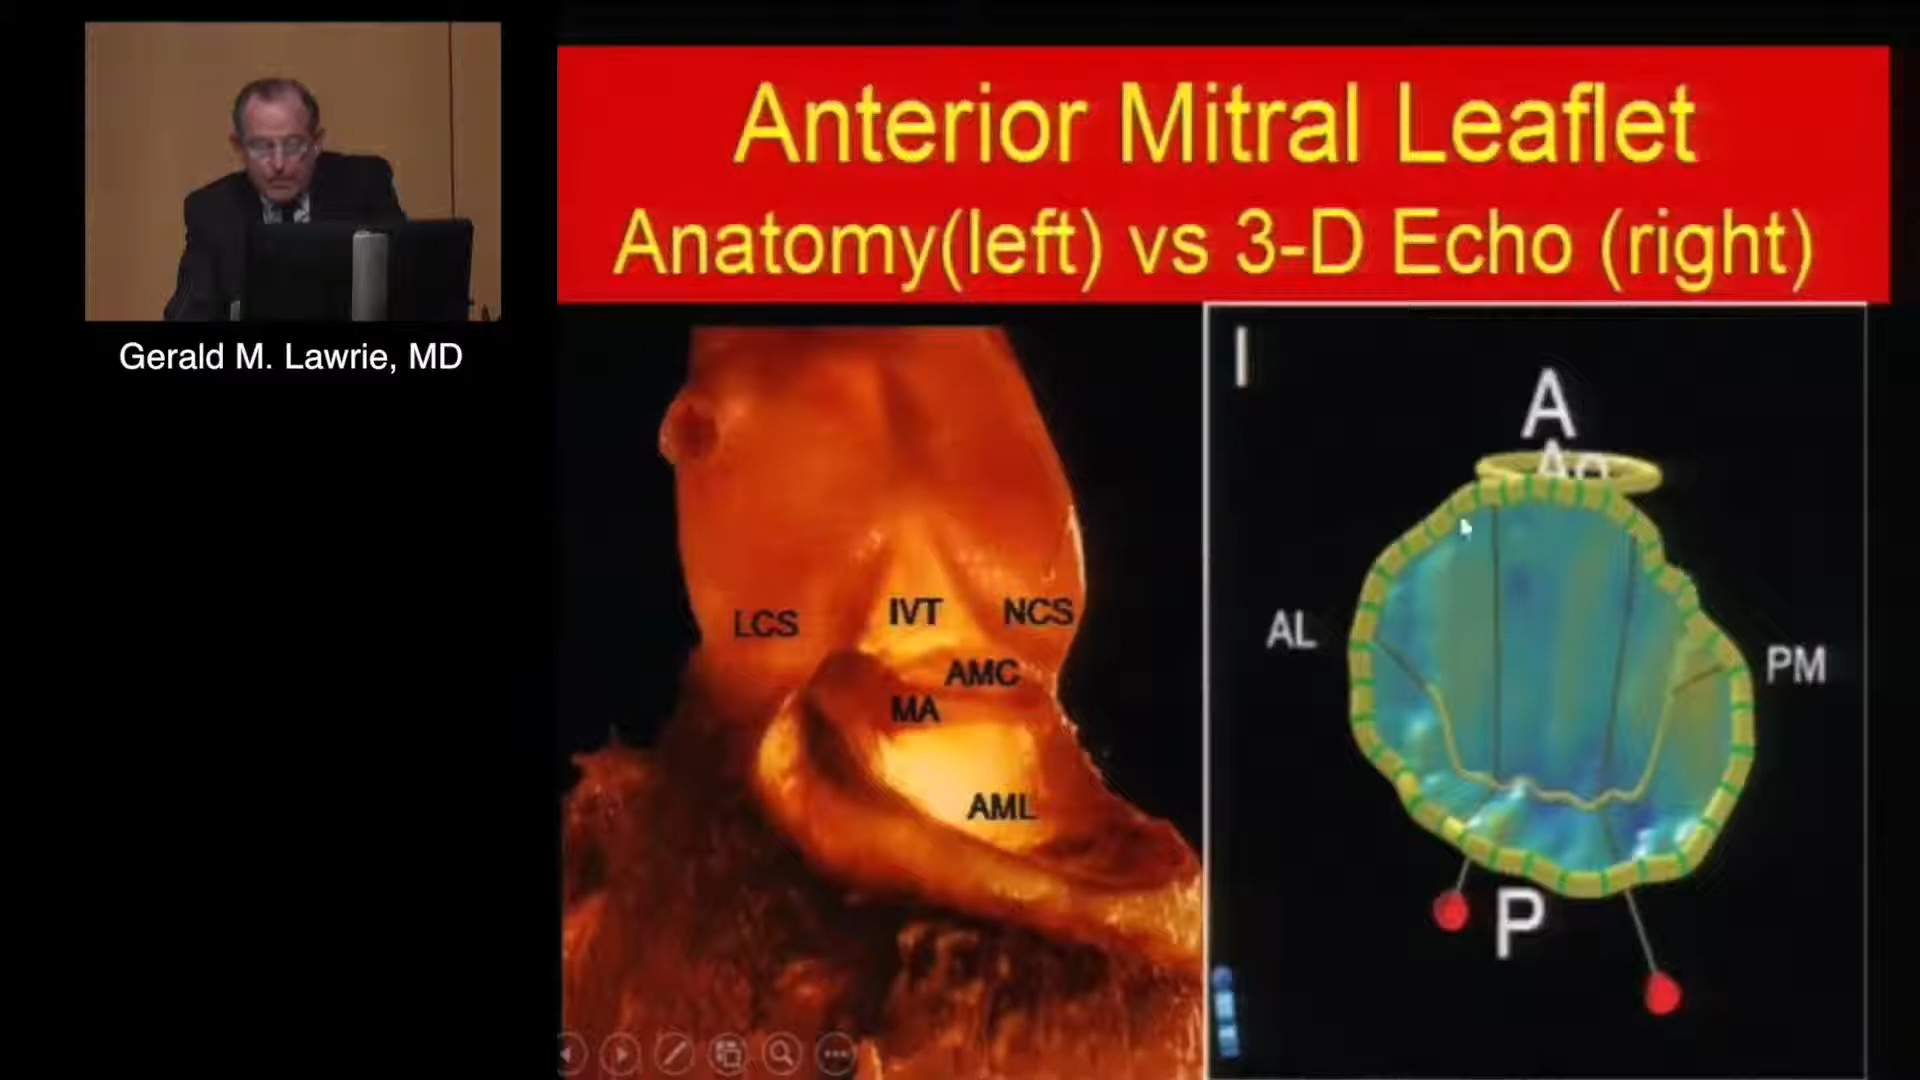 Anterior Mitral Leaflet
Anatomy(left) vs 3-D Echo (right)
Gerald M. Lawrie, MD
LCS
IVT
NCS
AMC
MA
AML
A
Ao
AL
PM
P